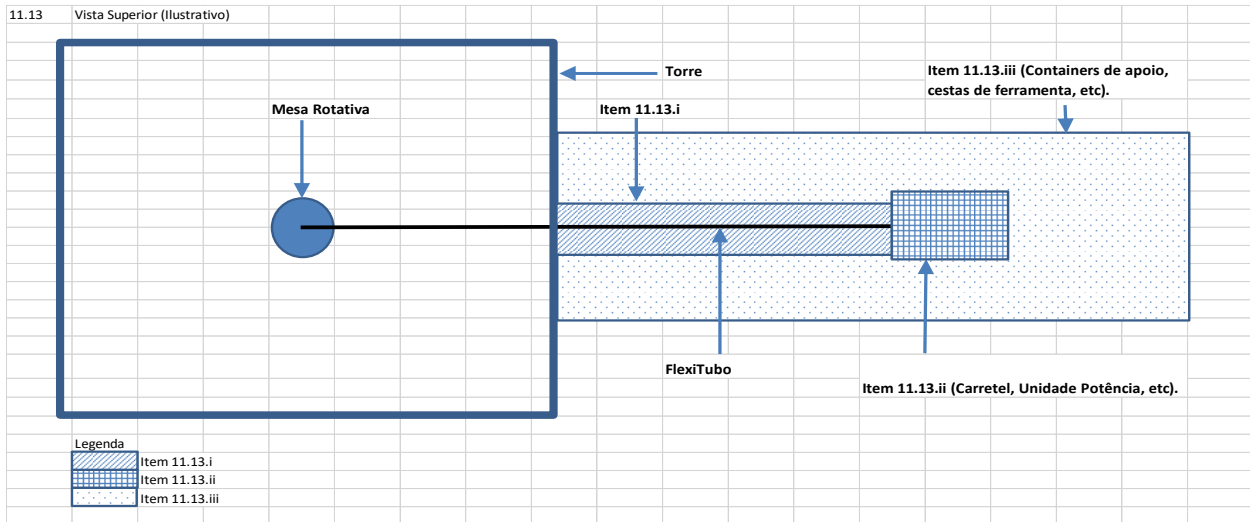 11.13 Vista Superior (Ilustrativo)
Torre
Item 11.13.iii (Containers de apoio,
cestas de ferramenta, etc).
Mesa Rotativa
Item 11.13.i
FlexiTubo
Item 11.13.ii (Carretel, Unidade Potência, etc).
Legenda
Item 11.13.i
Item 11.13.ii
Item 11.13.iii